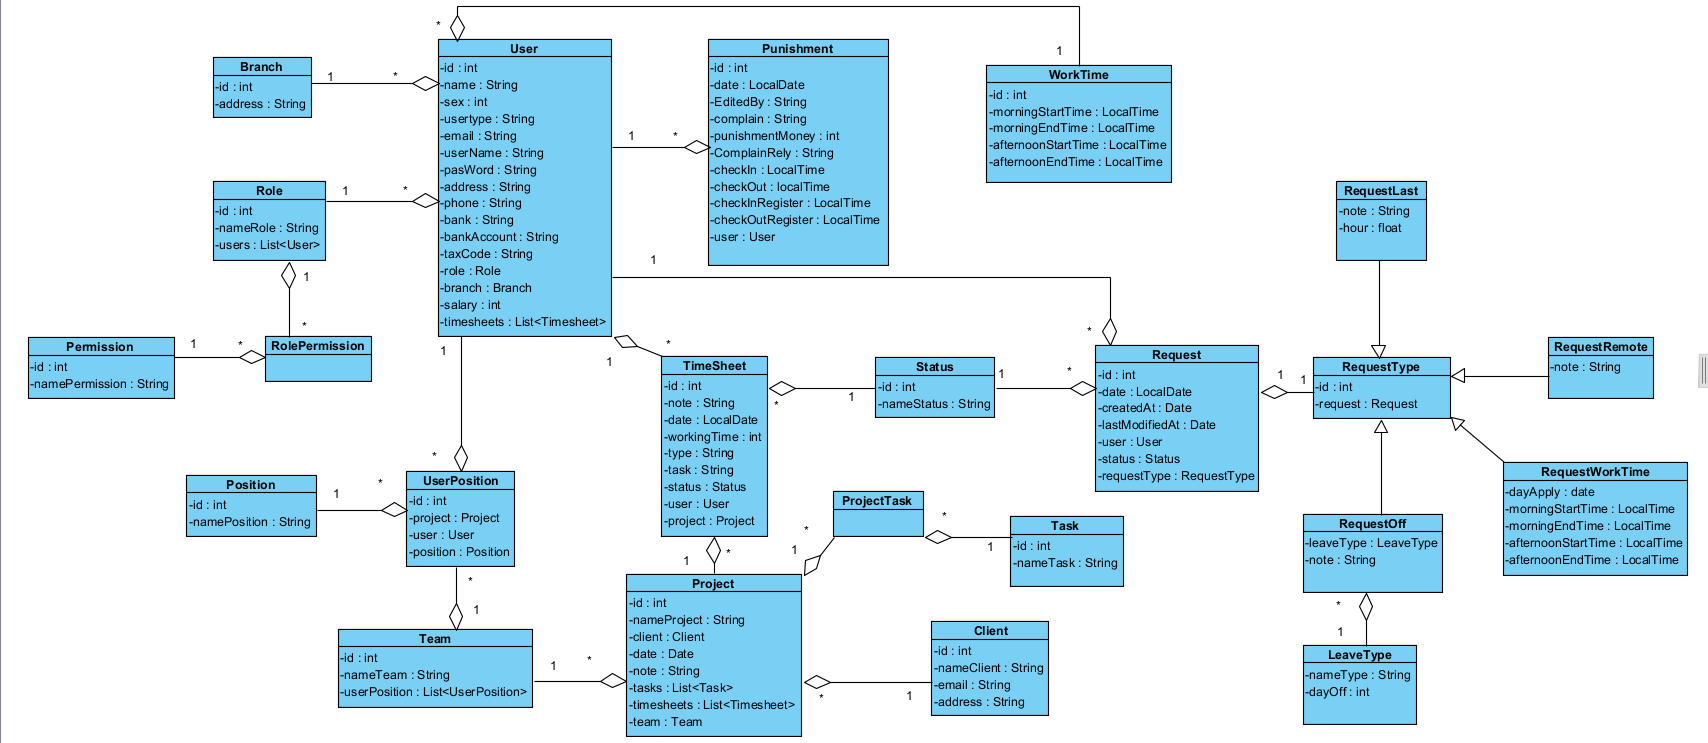 Branch
-id : int
-address : String
1
*
User
-id : int
-name : String
-sex : int
-usertype : String
-email : String
-userName : String
-pasWord : String
-address : String
-phone : String
-bank : String
-bankAccount : String
-taxCode : String
-role : Role
-branch : Branch
-salary : int
-timesheets : List<Timesheet>
*
1
Punishment
-id : int
-date : LocalDate
-EditedBy : String
-complain : String
-punishmentMoney : int
-ComplainRely : String
-checkIn : LocalTime
-checkOut : localTime
-checkInRegister : LocalTime
-checkOutRegister : LocalTime
-user : User
1
*
WorkTime
-id : int
-morningStartTime : LocalTime
-morningEndTime : LocalTime
-afternoonStartTime : LocalTime
-afternoonEndTime : LocalTime
Role
-id : int
-nameRole : String
-users : List<User>
1
*
1
*
Permission
-id : int
-namePermission : String
1
*
RolePermission
RequestLast
-note : String
-hour : float
1
*
Request
-id : int
-date : LocalDate
-createdAt : Date
-lastModifiedAt : Date
-user : User
-status : Status
-requestType : RequestType
1
1
RequestType
-id : int
-request : Request
RequestRemote
-note : String
TimeSheet
-id : int
-note : String
-date : LocalDate
-workingTime : int
-type : String
-task : String
-status : Status
-user : User
-project : Project
1
*
*
1
Status
-id : int
-nameStatus : String
1
*
1
*
Position
-id : int
-namePosition : String
1
*
UserPosition
-id : int
-project : Project
-user : User
-position : Position
*
1
ProjectTask
*
1
*
1
Task
-id : int
-nameTask : String
RequestOff
-leaveType : LeaveType
-note : String
RequestWorkTime
-dayApply : date
-morningStartTime : LocalTime
-morningEndTime : LocalTime
-afternoonStartTime : LocalTime
-afternoonEndTime : LocalTime
*
1
LeaveType
-nameType : String
-dayOff : int
Team
-id : int
-nameTeam : String
-userPosition : List<UserPosition>
1
*
1
*
Project
-id : int
-nameProject : String
-client : Client
-date : Date
-note : String
-tasks : List<Task>
-timesheets : List<Timesheet>
-team : Team
*
1
Client
-id : int
-nameClient : String
-email : String
-address : String